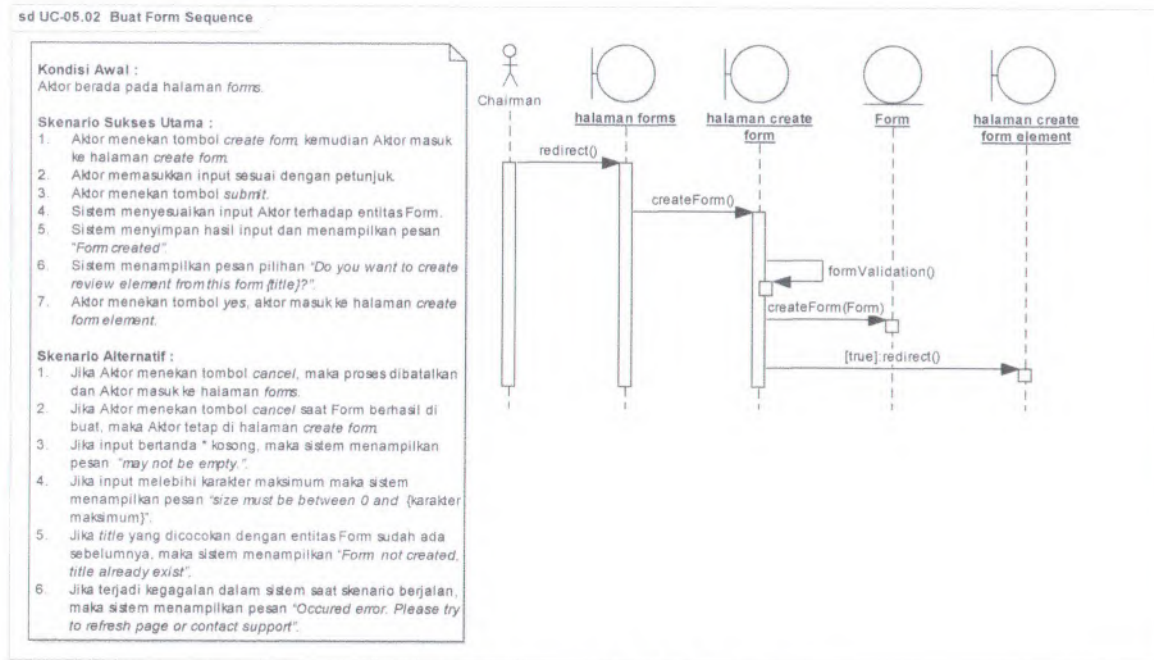 sd UC-05.02 Buat Form Sequence
Kondisi Awal :
Aktor berada pada halaman forms.
Skenario Sukses Utama :
1. Aktor menekan tombol create form, kemudian Aktor masuk
ke halaman create form.
2. Aktor memasukkan input sesuai dengan petunjuk.
3. Aktor menekan tombol submit.
4. Sistem menyesuaikan input Aktor terhadap entitas Form.
5. Sistem menyimpan hasil input dan menampilkan pesan
"Form created".
6. Sistem menampilkan pesan pilihan "Do you want to create
review element from this form {title}?".
7. Aktor menekan tombol yes, aktor masuk ke halaman create
form element.
Skenario Alternatif :
1. Jika Aktor menekan tombol cancel, maka proses dibatalkan
dan Aktor masuk ke halaman forms.
2. Jika Aktor menekan tombol cancel saat Form berhasil di
buat, maka Aktor tetap di halaman create form.
3. Jika input bertanda * kosong, maka sistem menampilkan
pesan "may not be empty.".
4. Jika input melebihi karakter maksimum maka sistem
menampilkan pesan "size must be between 0 and {karakter
maksimum}".
5. Jika title yang dicocokan dengan entitas Form sudah ada
sebelumnya, maka sistem menampilkan "Form not created,
title already exist".
6. Jika terjadi kegagalan dalam sistem saat skenario berjalan,
maka sistem menampilkan pesan "Occured error. Please try
to refresh page or contact support".
Chairman
halaman forms
halaman create
form
Form
halaman create
form element
redirect()
createForm()
formValidation()
createForm(Form)
[true]:redirect()